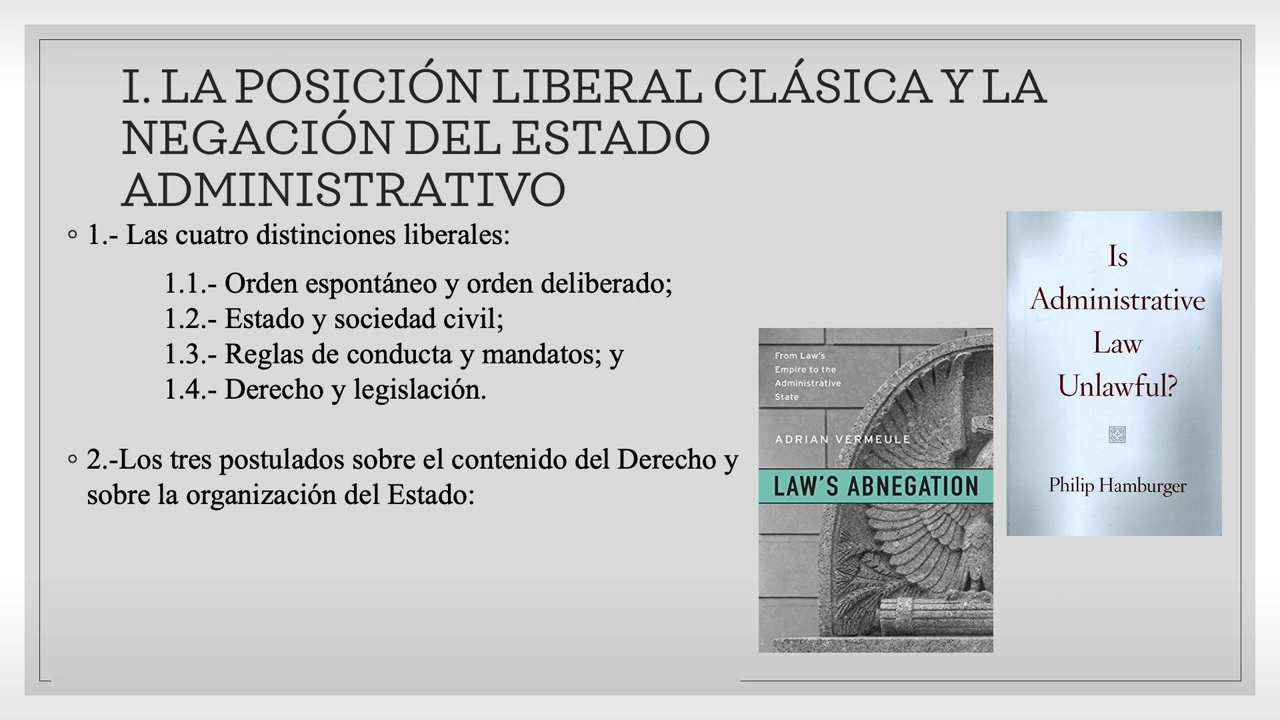 I. LA POSICIÓN LIBERAL CLÁSICA Y LA
NEGACIÓN DEL ESTADO
ADMINISTRATIVO
◦ 1.- Las cuatro distinciones liberales:
1.1.- Orden espontáneo y orden deliberado;
1.2.- Estado y sociedad civil;
1.3.- Reglas de conducta y mandatos; y
1.4.- Derecho y legislación.
◦ 2.-Los tres postulados sobre el contenido del Derecho y
sobre la organización del Estado:
From Law's
Empire to the
Administrative
State
ADRIAN VERMEULE
LAW'S ABNEGATION
Is
Administrative
Law
Unlawful?
Philip Hamburger